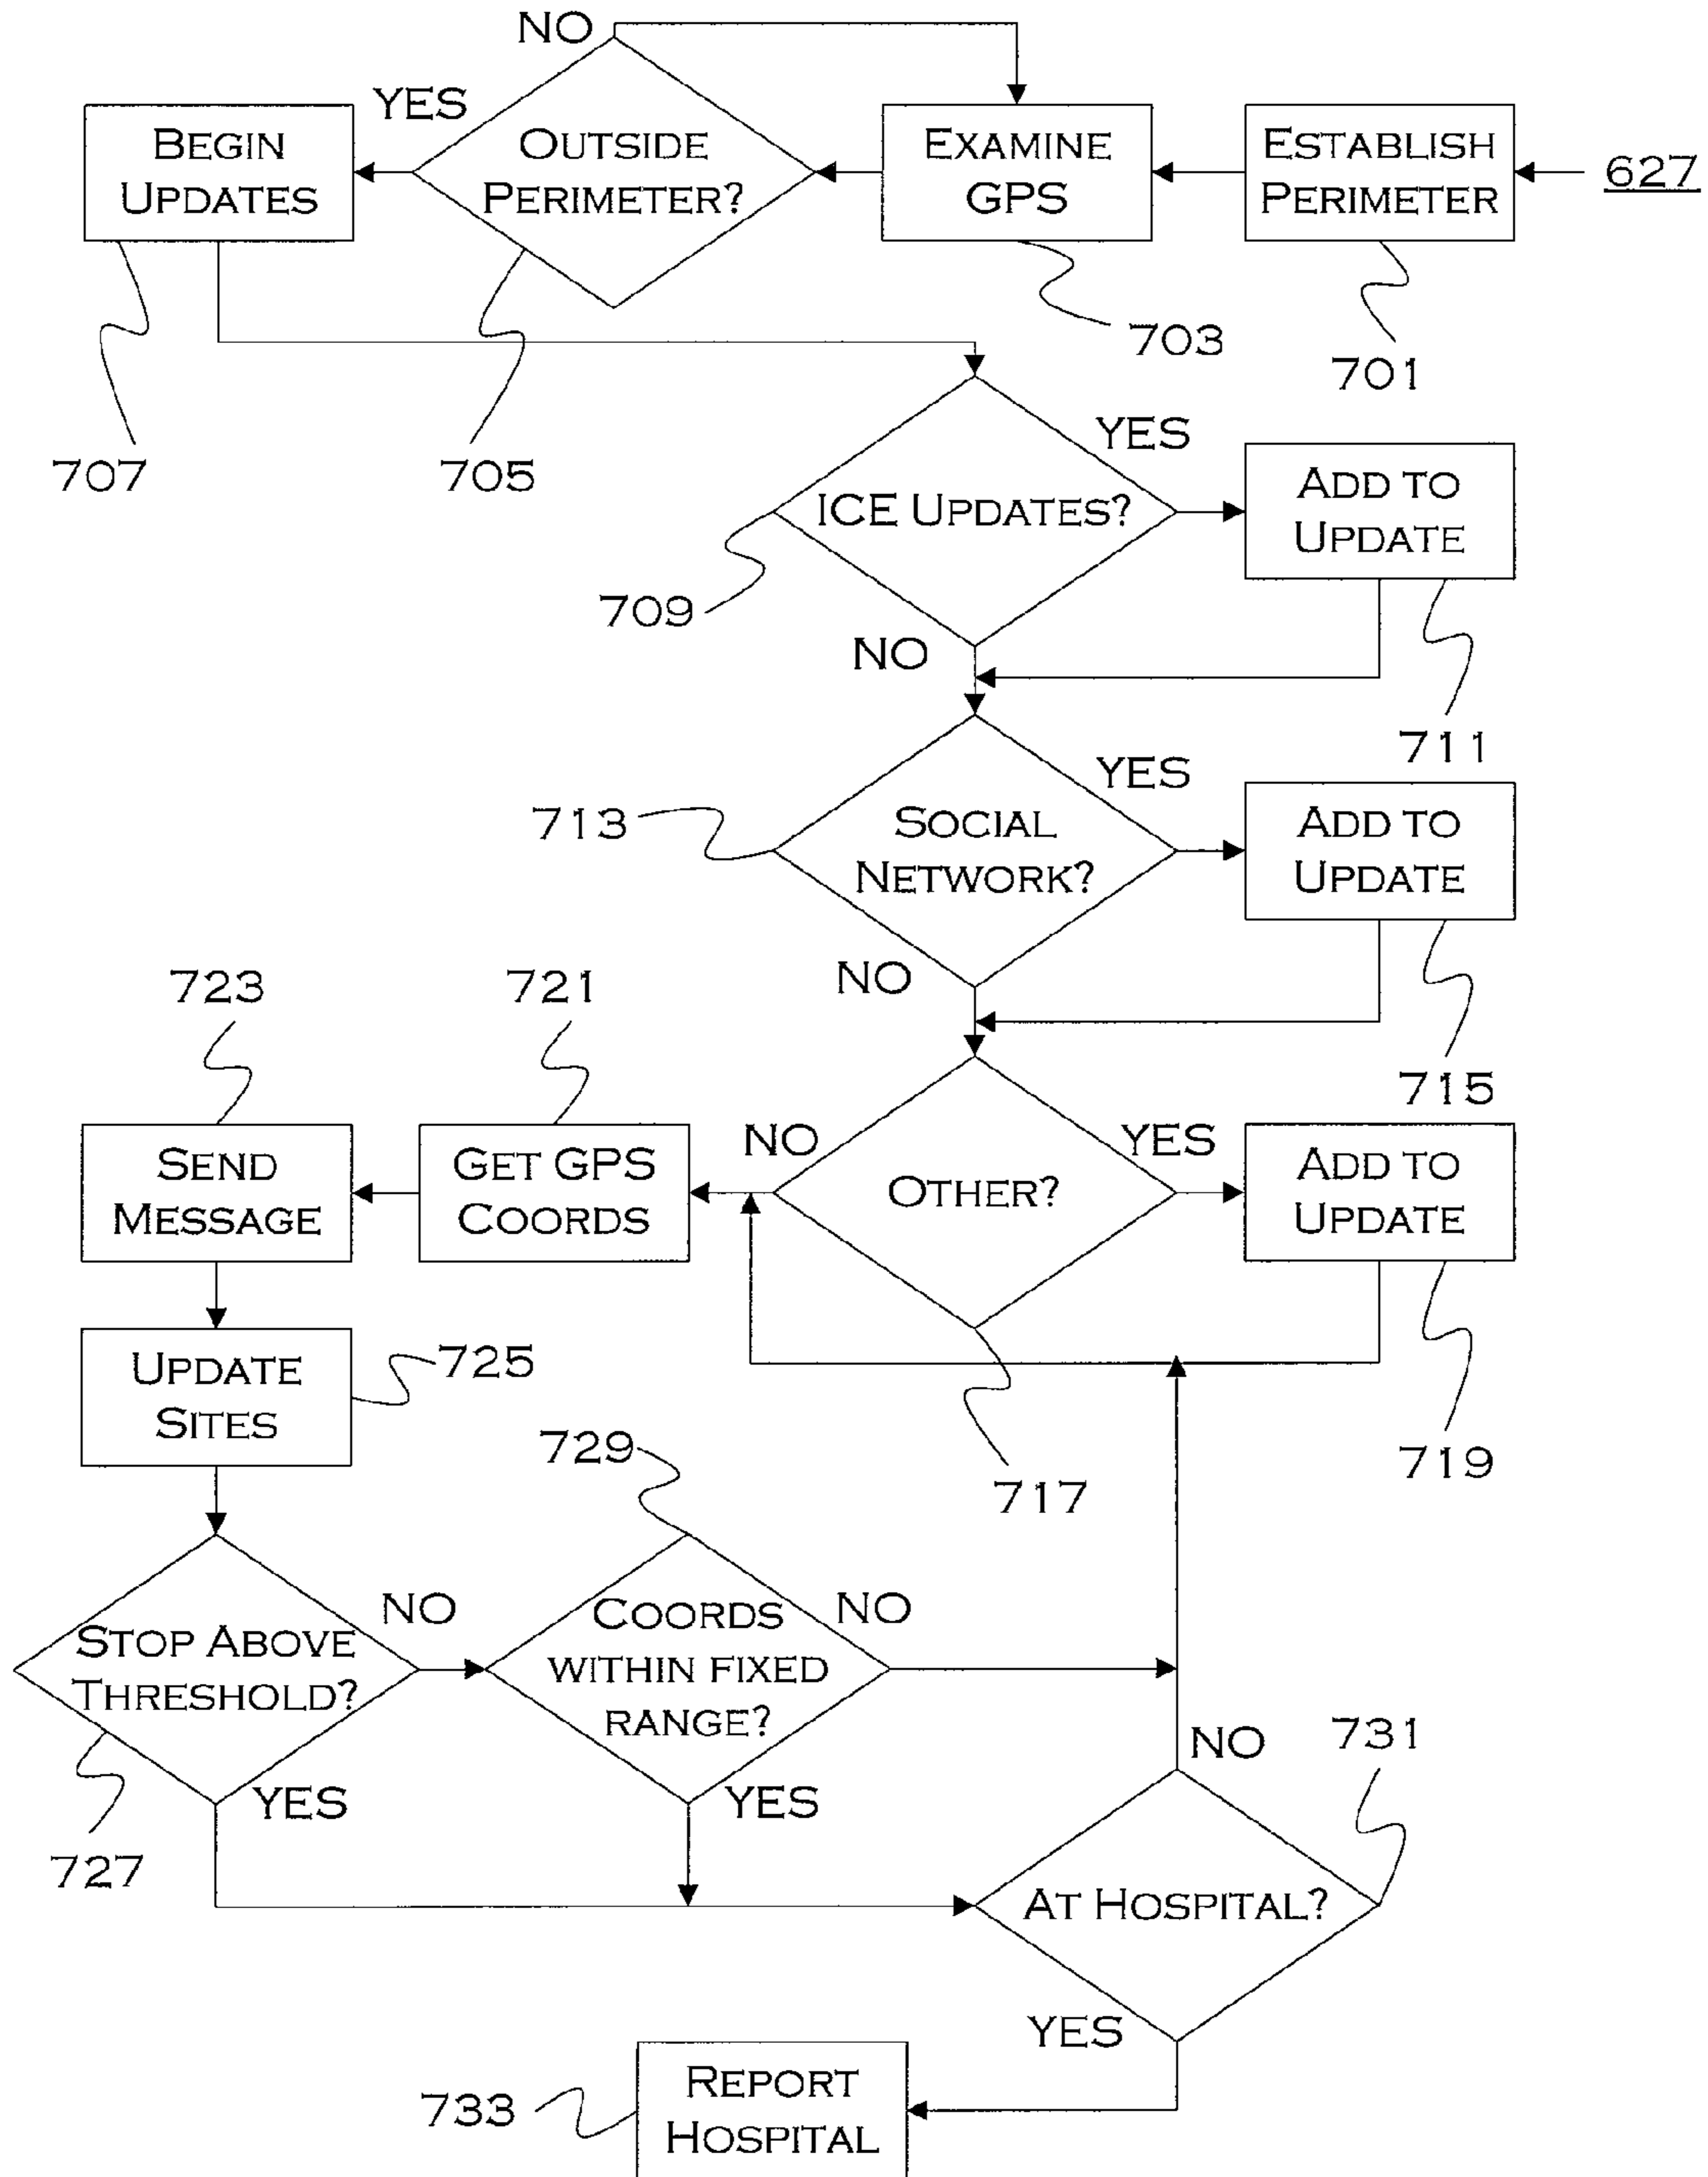 NO
YES
BEGIN
UPDATES
OUTSIDE
PERIMETER?
EXAMINE
GPS
ESTABLISH
PERIMETER
627
703
701
707
705
YES
ICE UPDATES?
ADD TO
UPDATE
709
NO
711
YES
713
SOCIAL
NETWORK?
ADD TO
UPDATE
NO
723
721
715
NO
YES
SEND
MESSAGE
GET GPS
COORDS
OTHER?
ADD TO
UPDATE
UPDATE
SITES
725
729
717
719
NO
NO
STOP ABOVE
THRESHOLD?
COORDS
WITHIN FIXED
RANGE?
NO
731
YES
YES
727
AT HOSPITAL?
YES
REPORT
HOSPITAL
733